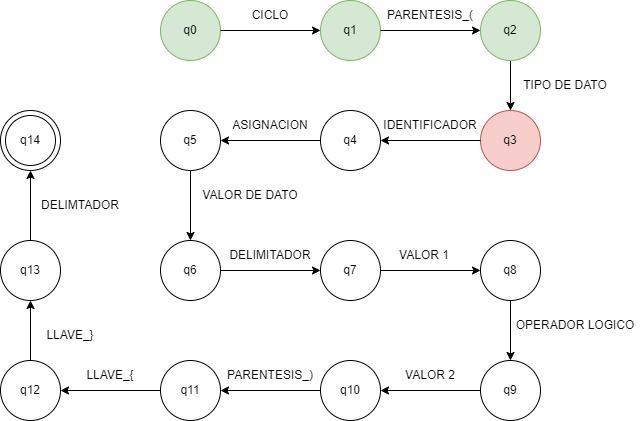 q0
CICLO
q1
PARENTESIS_(
q2
TIPO DE DATO
q3
IDENTIFICADOR
q4
ASIGNACION
q5
VALOR DE DATO
q6
DELIMITADOR
q7
VALOR 1
q8
OPERADOR LOGICO
q9
VALOR 2
q10
PARENTESIS_)
q11
LLAVE_{
q12
LLAVE_}
q13
DELIMTADOR
q14